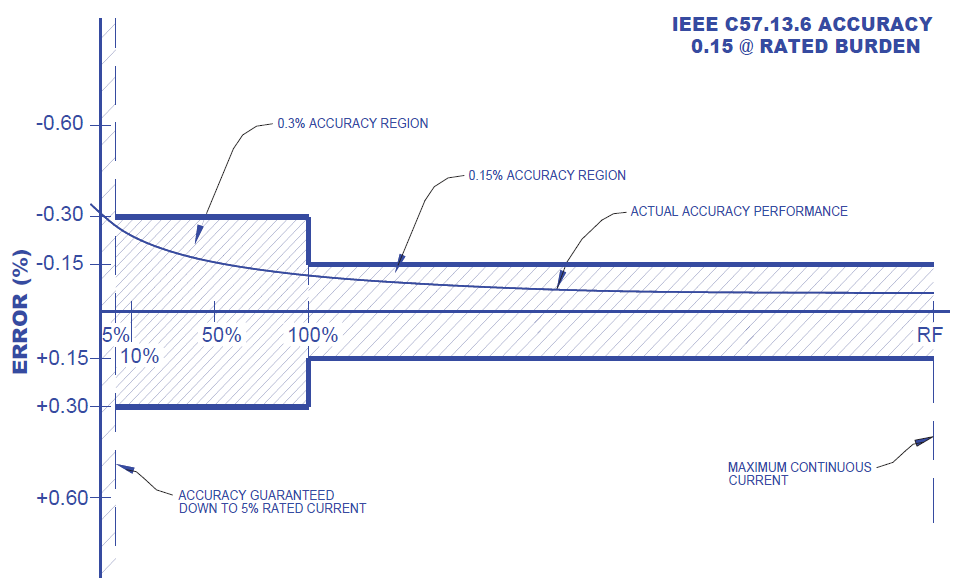 IEEE C57.13.6 ACCURACY
0.15 @ RATED BURDEN
-0.60
0.3% ACCURACY REGION
0.15% ACCURACY REGION
-0.30
ACTUAL ACCURACY PERFORMANCE
-0.15
ERROR (%)
5%
50%
100%
RF
10%
+0.15
+0.30
MAXIMUM CONTINUOUS
CURRENT
+0.60
ACCURACY GUARANTEED
DOWN TO 5% RATED CURRENT